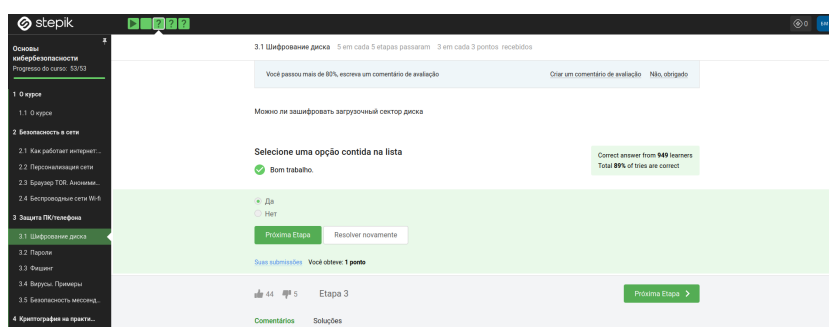 stepik
? ? ?
0
EM
Основы
кибербезопасности
Progresso do curso: 53/53
1 О курсе
1.1 О курсе
2 Безопасность в сети
2.1 Как работает интернет:...
2.2 Персонализация сети
2.3 Браузер TOR. Аноними...
2.4 Беспроводные сети Wi-fi
3 Защита ПК/телефона
3.1 Шифрование диска
3.2 Пароли
3.3 Фишинг
3.4 Вирусы. Примеры
3.5 Безопасность мессенд...
4 Криптография на практи...
3.1 Шифрование диска 5 em cada 5 etapas passaram 3 em cada 3 pontos recebidos
Você passou mais de 80%, escreva um comentário de avaliação Criar um comentário de avaliação Não, obrigado
Можно ли зашифровать загрузочный сектор диска
Selecione uma opção contida na lista
Bom trabalho.
Correct answer from 949 learners
Total 89% of tries are correct
Да
Нет
Próxima Etapa Resolver novamente
Suas submissões Você obteve: 1 ponto
44 5 Etapa 3 Próxima Etapa
Comentários Soluções